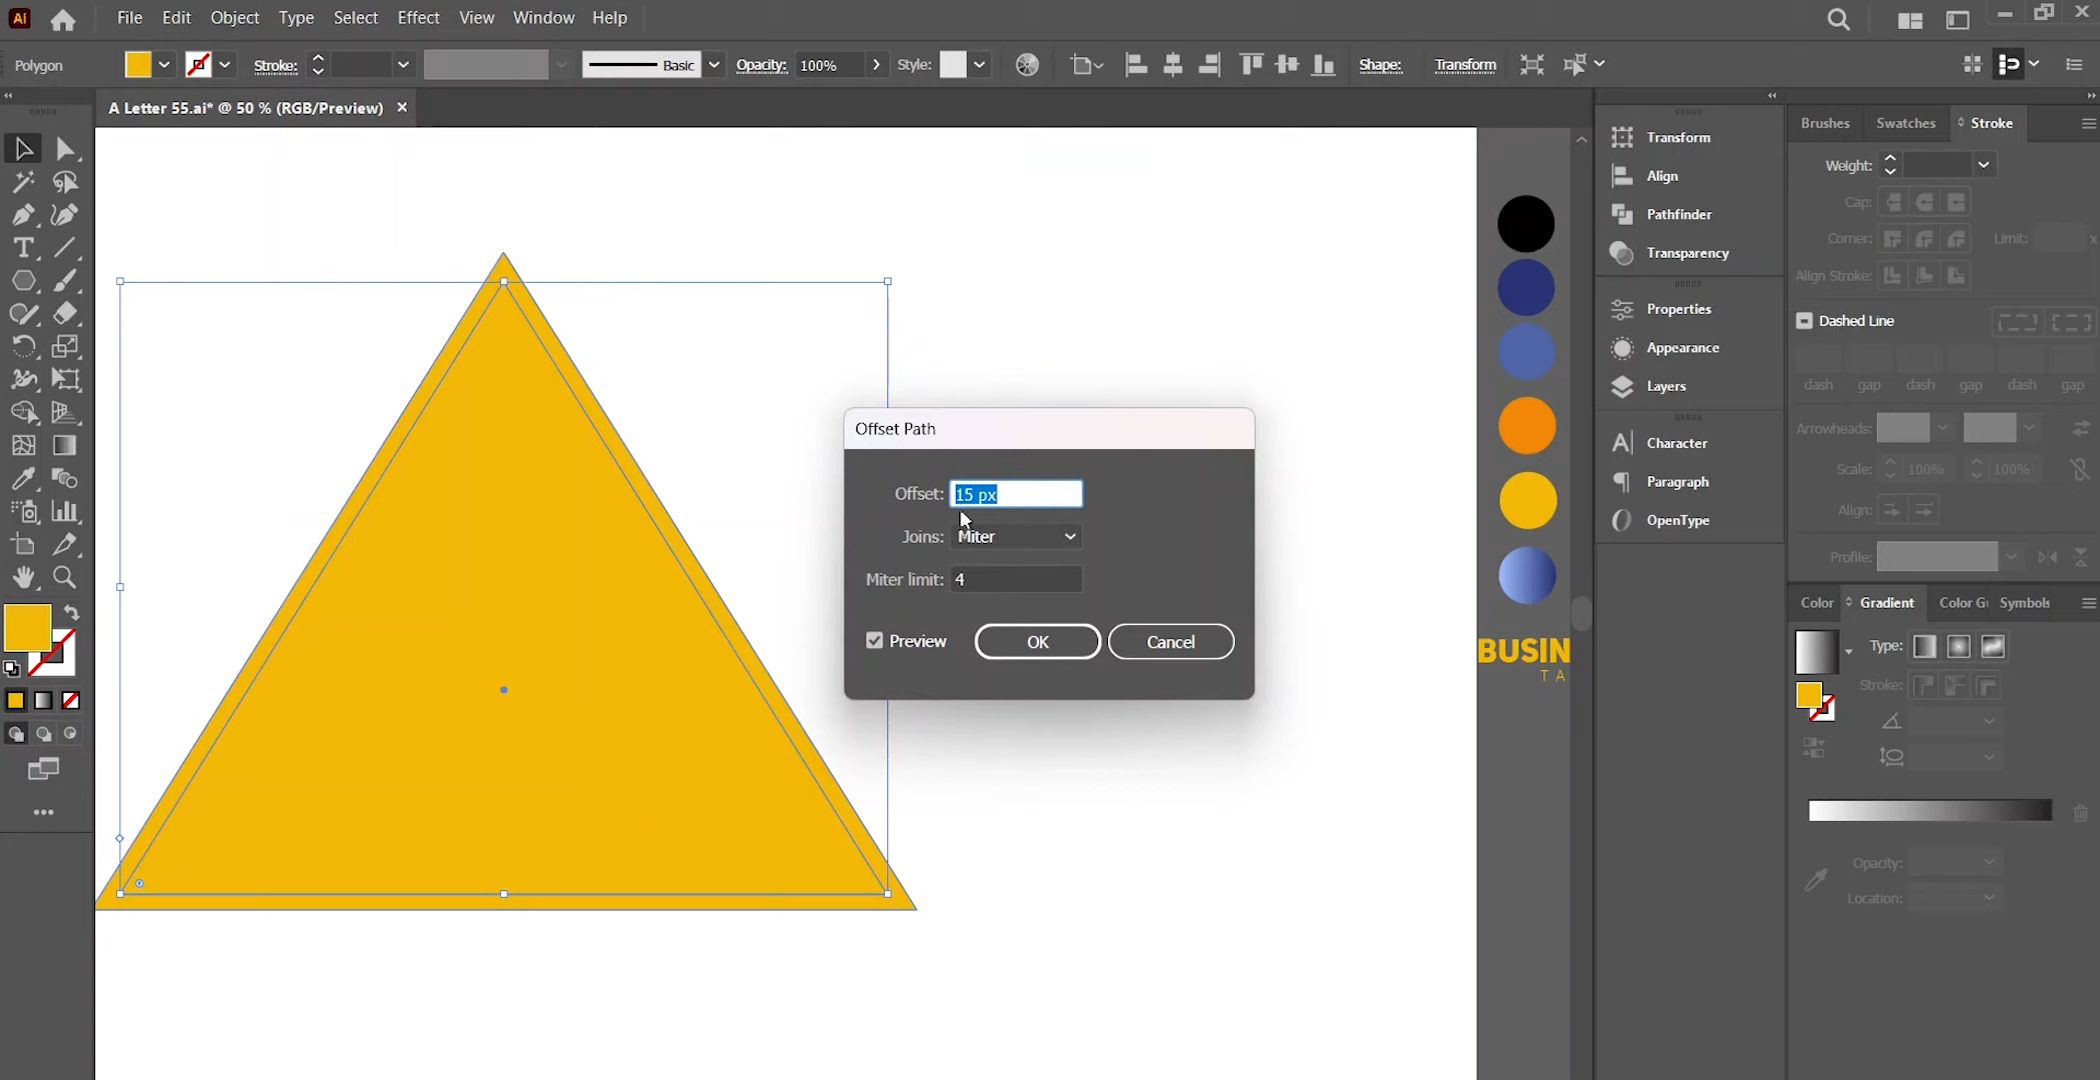 Ai File Edit Object Type Select Effect View Window Help
Polygon Stroke: Basic Opacity: 100% Style: Shape: Transform
A Letter 55.ai* @ 50 % (RGB/Preview) ×
Transform
Align
Pathfinder
Transparency
Properties
Appearance
Layers
Character
Paragraph
OpenType
Brushes Swatches Stroke
Weight:
Cap:
Corner: Limit: x
Align Stroke:
Dashed Line
dash gap dash gap dash gap
Arrowheads:
Scale: 100% 100%
Align:
Profile:
Color Gradient Color Gu Symbols
Type:
Stroke:
Opacity:
Location:
Offset Path
Offset: 15 px
Joins: Miter
Miter limit: 4
Preview OK Cancel
BUSIN
TA